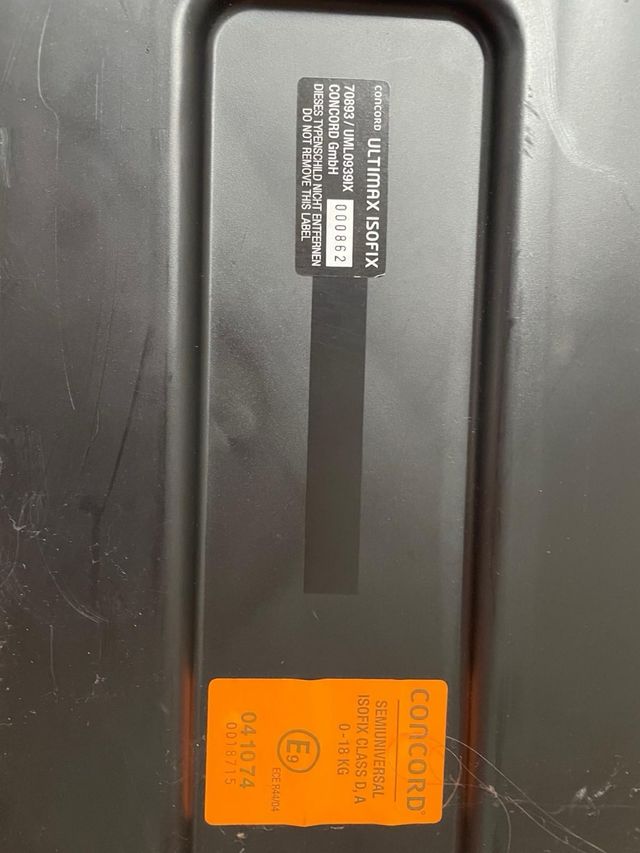 CONCORD ULTIMAX ISOFIX
70893 / UML0939IX
CONCORD GmbH
000862
DIESES TYPENSCHILD NICHT ENTFERNEN
DO NOT REMOVE THIS LABEL
CONCORD
SEMIUNIVERSAL
ISOFIX CLASS D, A
0-18 KG
E9
ECE R44/04
041074
0018715